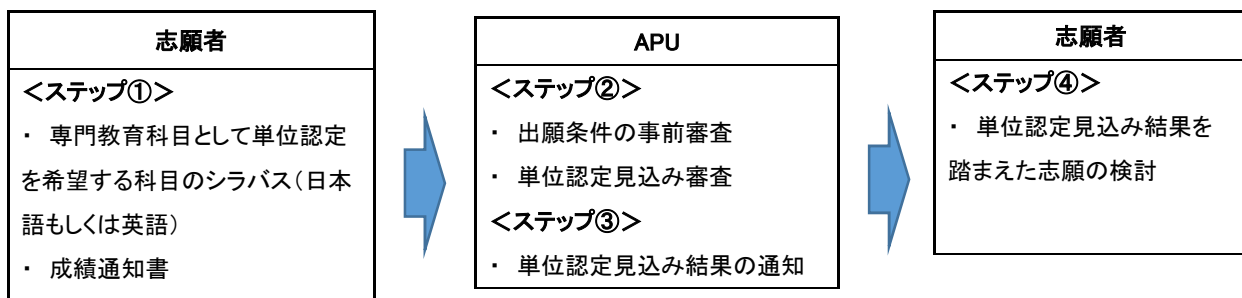 志願者
＜ステップ①＞
・ 専門教育科目として単位認定
を希望する科目のシラバス（日本
語もしくは英語）
・ 成績通知書
APU
＜ステップ②＞
・ 出願条件の事前審査
・ 単位認定見込み審査
＜ステップ③＞
・ 単位認定見込み結果の通知
志願者
＜ステップ④＞
・ 単位認定見込み結果を
踏まえた志願の検討